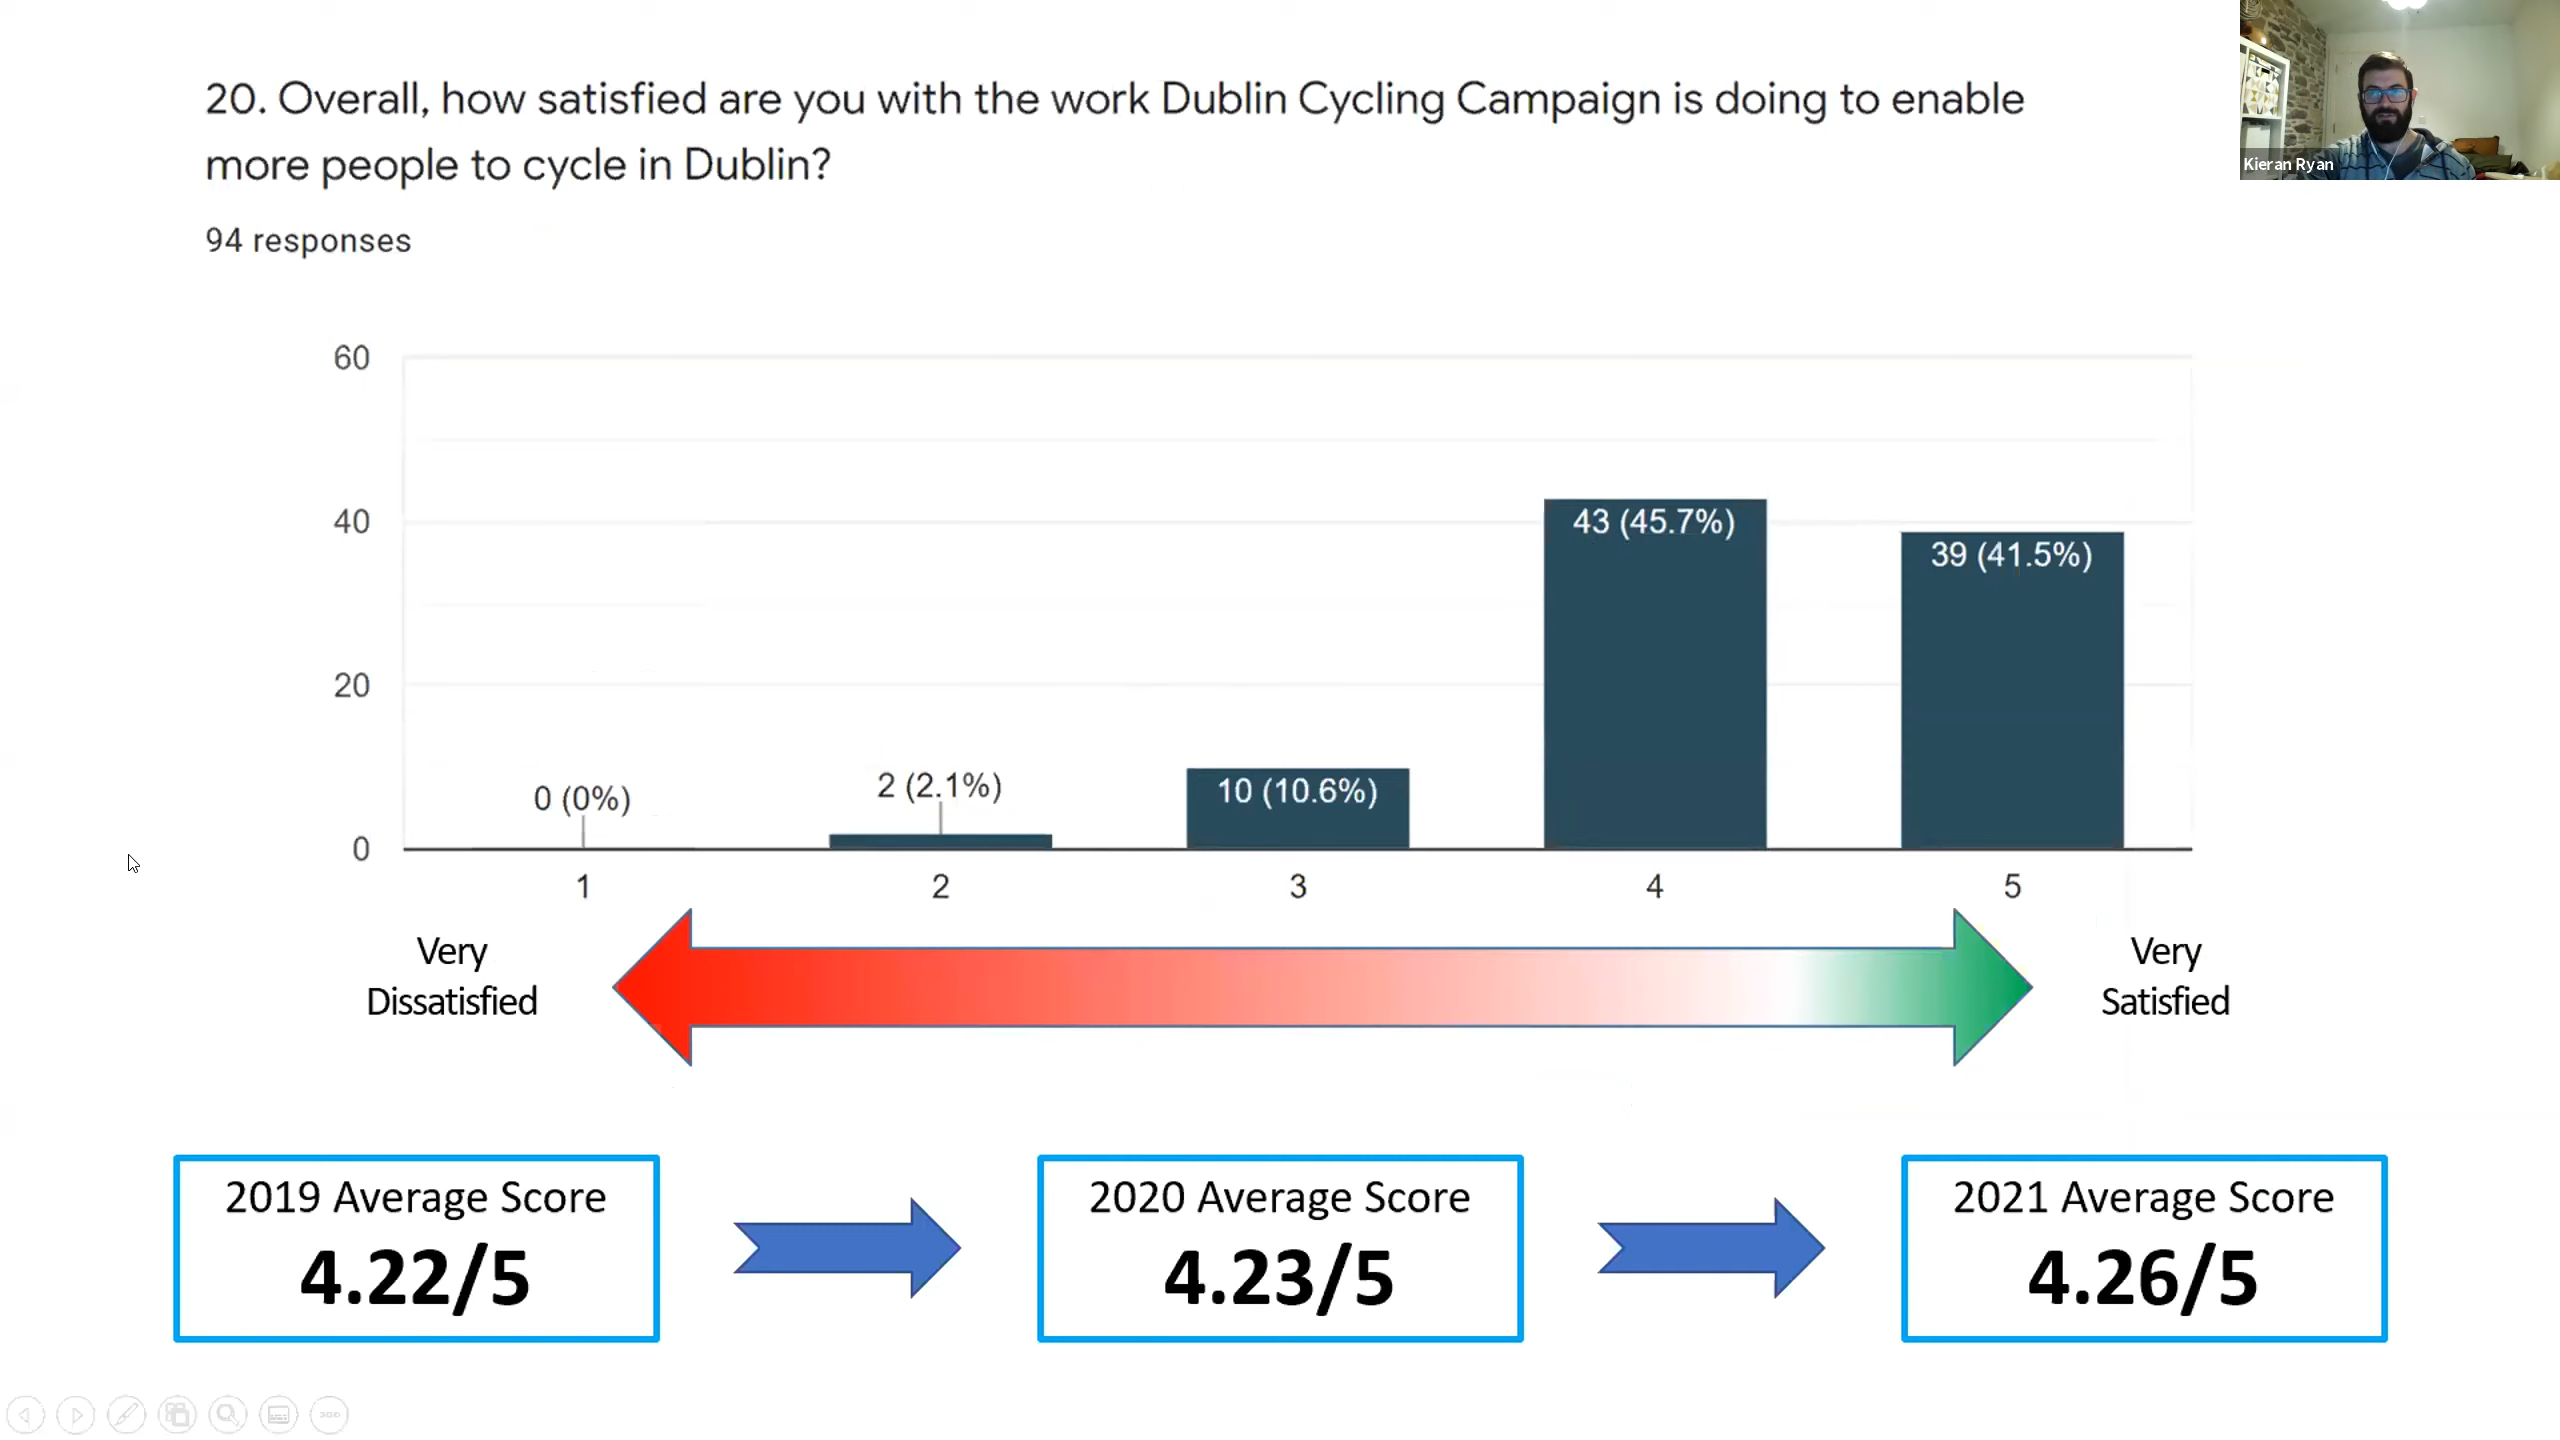 20. Overall, how satisfied are you with the work Dublin Cycling Campaign is doing to enable
more people to cycle in Dublin?
94 responses
Kieran Ryan
60
40
20
0
0 (0%)
2 (2.1%)
10 (10.6%)
43 (45.7%)
39 (41.5%)
1
2
3
4
5
Very
Dissatisfied
Very
Satisfied
2019 Average Score
4.22/5
2020 Average Score
4.23/5
2021 Average Score
4.26/5